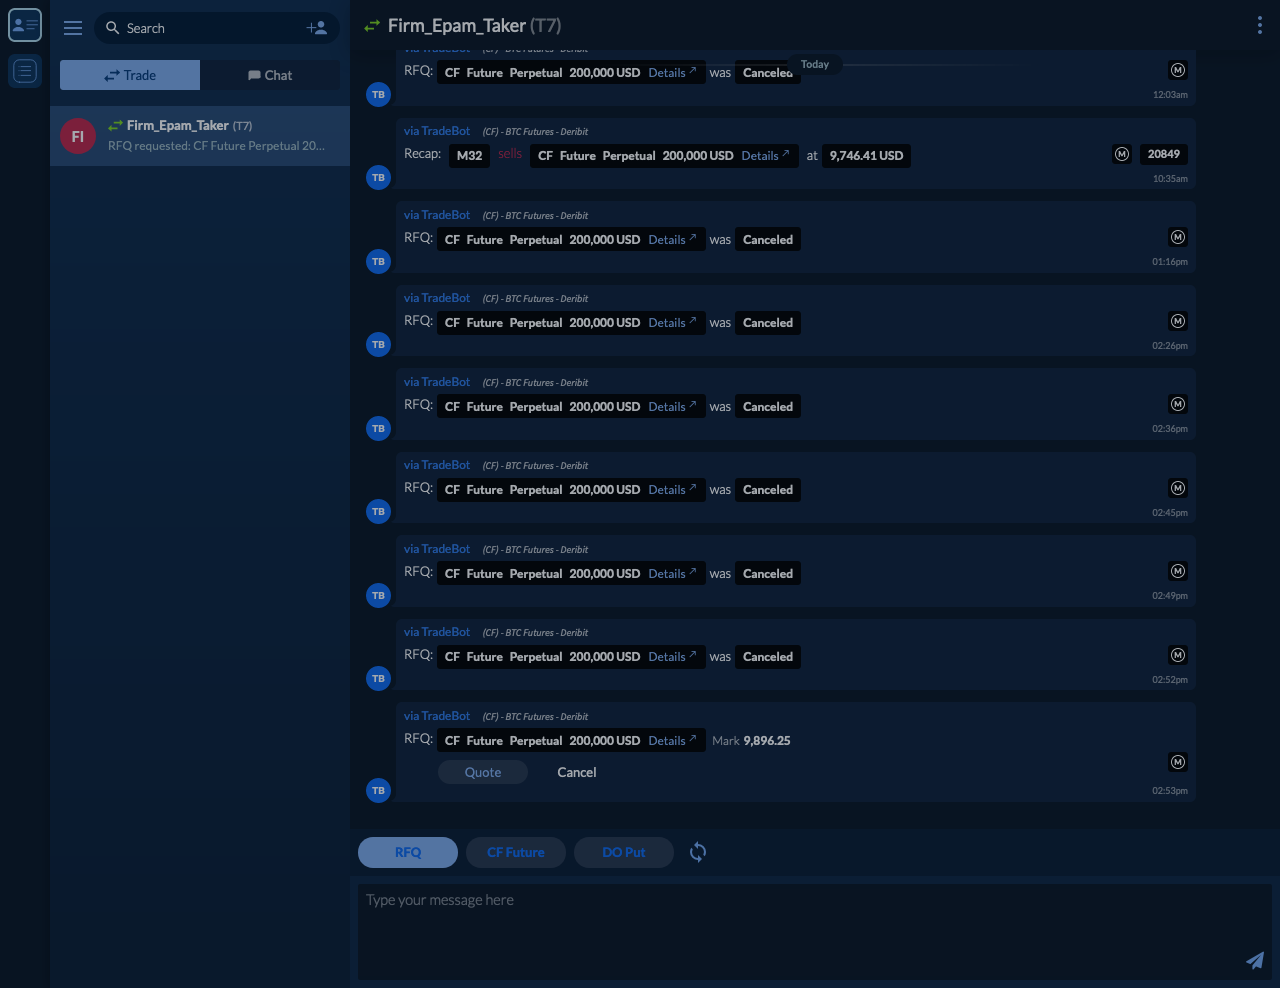 Search
Trade
Chat
FI
Firm_Epam_Taker (T7)
RFQ requested: CF Future Perpetual 20...
Firm_Epam_Taker (T7)
via TradeBot (CF) - BTC Futures - Deribit
Today
RFQ: CF Future Perpetual 200,000 USD Details was Canceled M
TB 12:03am
via TradeBot (CF) - BTC Futures - Deribit
Recap: M32 sells CF Future Perpetual 200,000 USD Details at 9,746.41 USD M 20849
TB 10:35am
via TradeBot (CF) - BTC Futures - Deribit
RFQ: CF Future Perpetual 200,000 USD Details was Canceled M
TB 01:16pm
via TradeBot (CF) - BTC Futures - Deribit
RFQ: CF Future Perpetual 200,000 USD Details was Canceled M
TB 02:26pm
via TradeBot (CF) - BTC Futures - Deribit
RFQ: CF Future Perpetual 200,000 USD Details was Canceled M
TB 02:36pm
via TradeBot (CF) - BTC Futures - Deribit
RFQ: CF Future Perpetual 200,000 USD Details was Canceled M
TB 02:45pm
via TradeBot (CF) - BTC Futures - Deribit
RFQ: CF Future Perpetual 200,000 USD Details was Canceled M
TB 02:49pm
via TradeBot (CF) - BTC Futures - Deribit
RFQ: CF Future Perpetual 200,000 USD Details was Canceled M
TB 02:52pm
via TradeBot (CF) - BTC Futures - Deribit
RFQ: CF Future Perpetual 200,000 USD Details Mark 9,896.25
Quote Cancel M
TB 02:53pm
RFQ CF Future DO Put
Type your message here